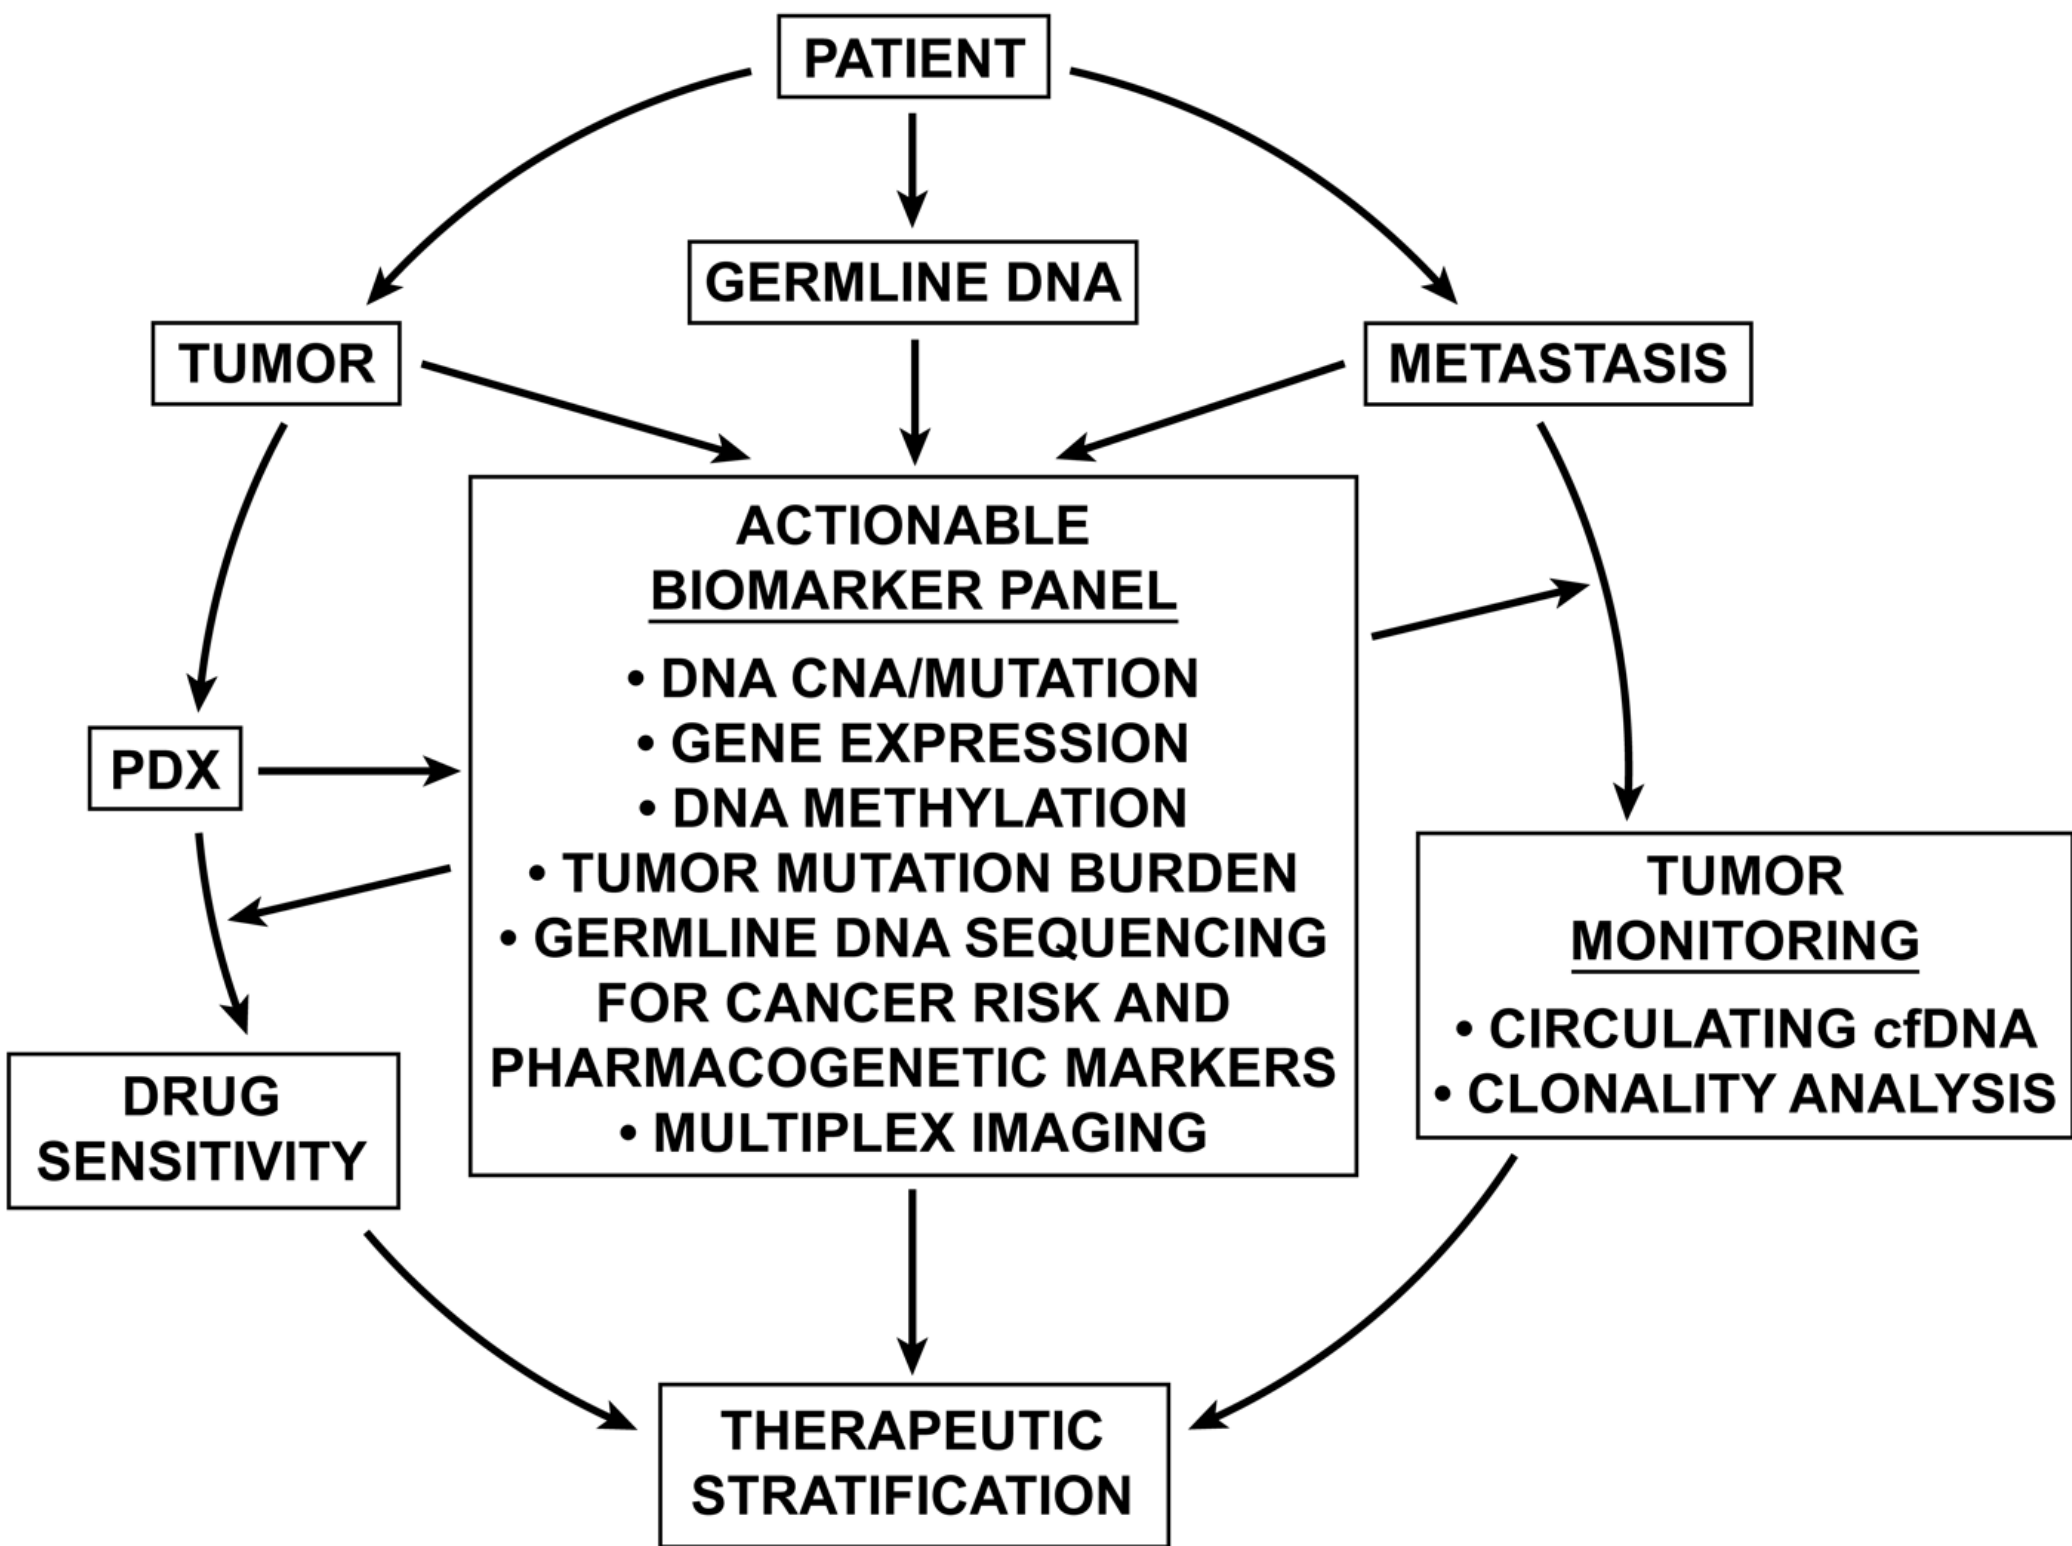 PATIENT
GERMLINE DNA
TUMOR
METASTASIS
ACTIONABLE
BIOMARKER PANEL
• DNA CNA/MUTATION
• GENE EXPRESSION
• DNA METHYLATION
• TUMOR MUTATION BURDEN
• GERMLINE DNA SEQUENCING
FOR CANCER RISK AND
PHARMACOGENETIC MARKERS
• MULTIPLEX IMAGING
PDX
TUMOR
MONITORING
• CIRCULATING cfDNA
• CLONALITY ANALYSIS
DRUG
SENSITIVITY
THERAPEUTIC
STRATIFICATION